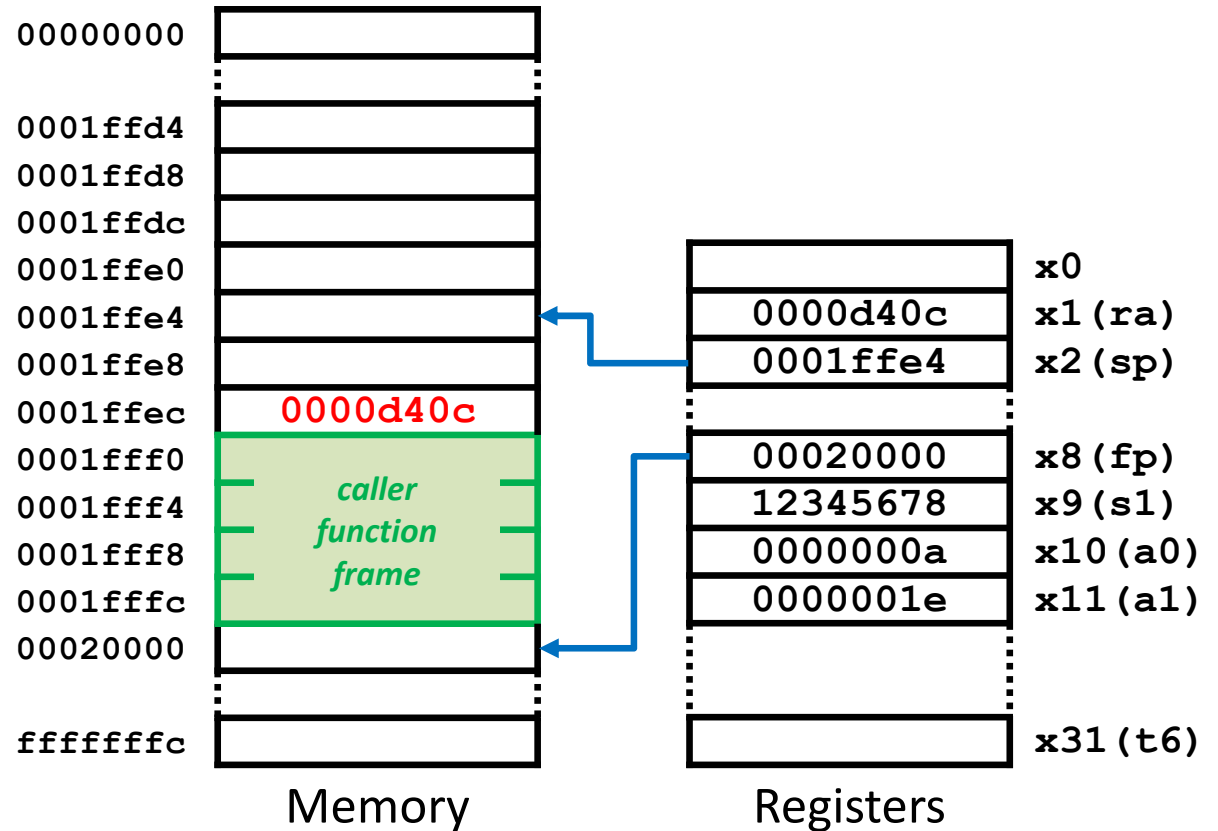 00000000
0001ffd4
0001ffd8
0001ffdc
0001ffe0
0001ffe4
0001ffe8
0001ffec 0000d40c
0001fff0
0001fff4
0001fff8
0001fffc
caller
function
frame
00020000
fffffffc
Memory
x0
0000d40c x1(ra)
0001ffe4 x2(sp)
00020000 x8(fp)
12345678 x9(s1)
0000000a x10(a0)
0000001e x11(a1)
x31(t6)
Registers